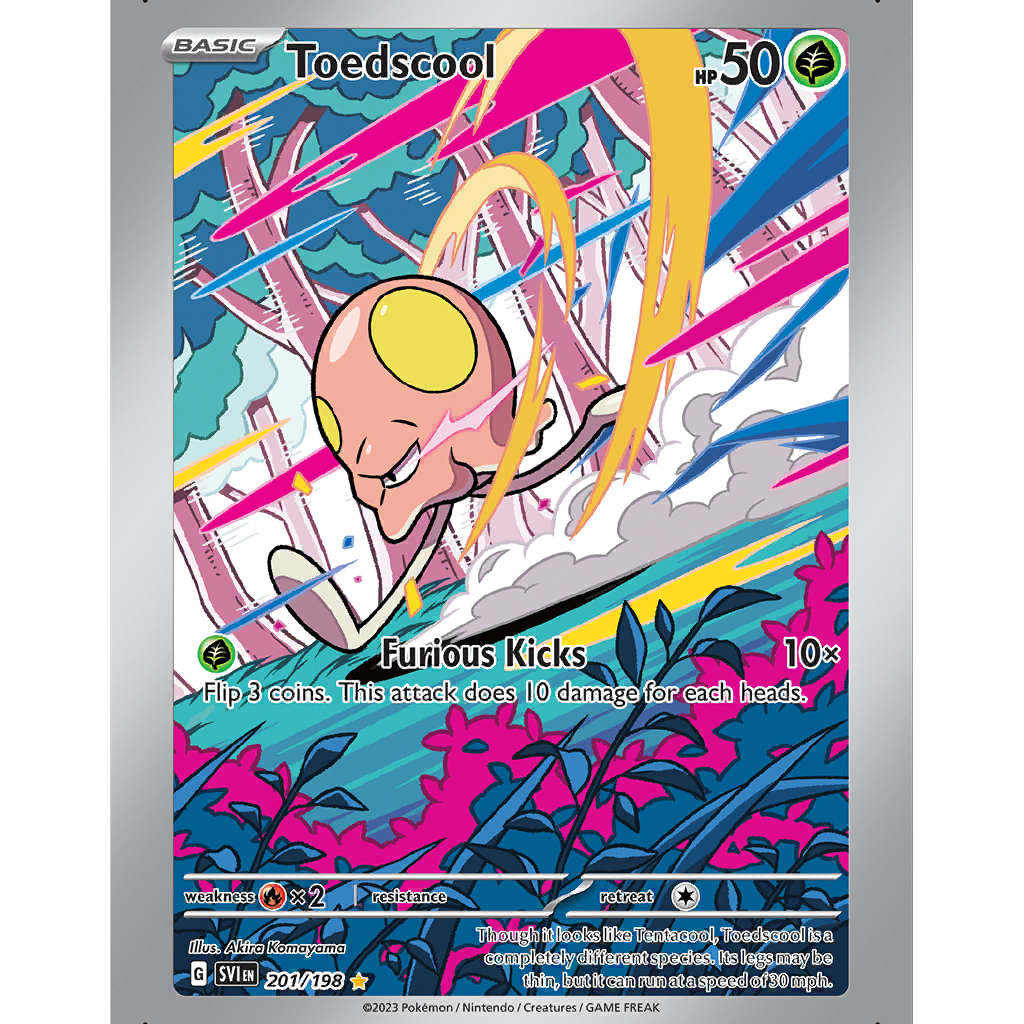 BASIC Toedscool HP50
Furious Kicks 10×
Flip 3 coins. This attack does 10 damage for each heads.
weakness ×2 resistance retreat
Illus. Akira Komayama
G SVI EN 201/198
Though it looks like Tentacool, Toedscool is a
completely different species. Its legs may be
thin, but it can run at a speed of 30 mph.
©2023 Pokémon / Nintendo / Creatures / GAME FREAK